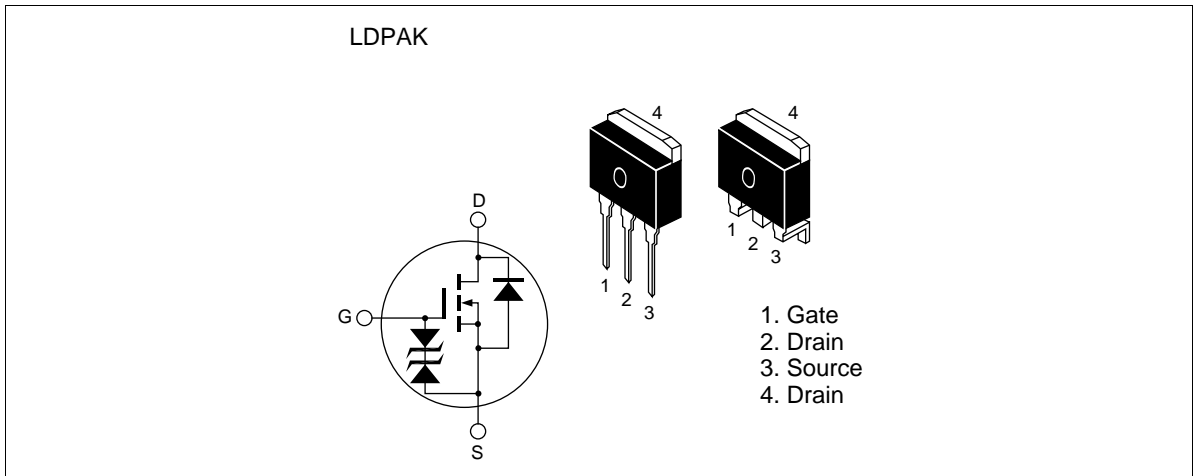 LDPAK
4
4
D
G
S
1
2
3
1
2
3
1. Gate
2. Drain
3. Source
4. Drain